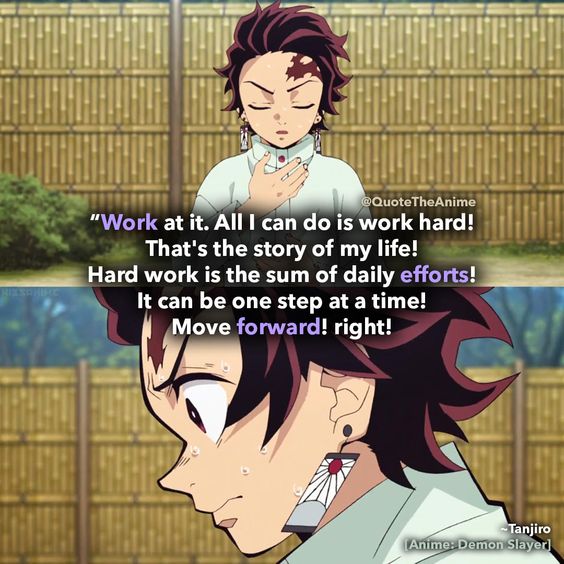 @QuoteTheAnime
“Work at it. All I can do is work hard!
That's the story of my life!
Hard work is the sum of daily efforts!
It can be one step at a time!
Move forward! right!
KISSANIME
~Tanjiro
[Anime: Demon Slayer]